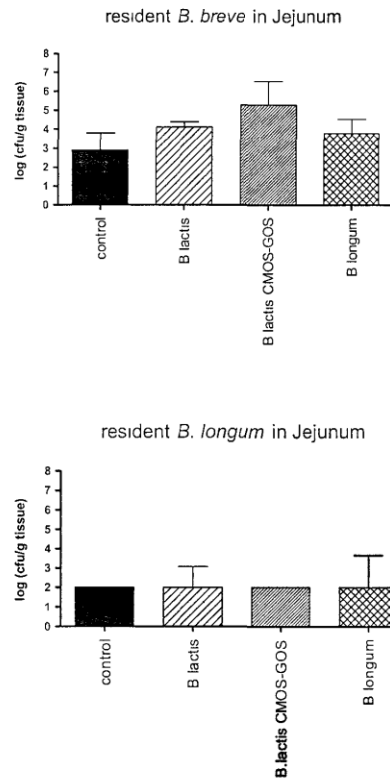 resident B. breve in Jejunum
log (cfu/g tissue)
8
7
6
5
4
3
2
1
0
control
B lactis
B lactis CMOS-GOS
B longum
resident B. longum in Jejunum
log (cfu/g tissue)
8
7
6
5
4
3
2
1
0
control
B lactis
B.lactis CMOS-GOS
B longum